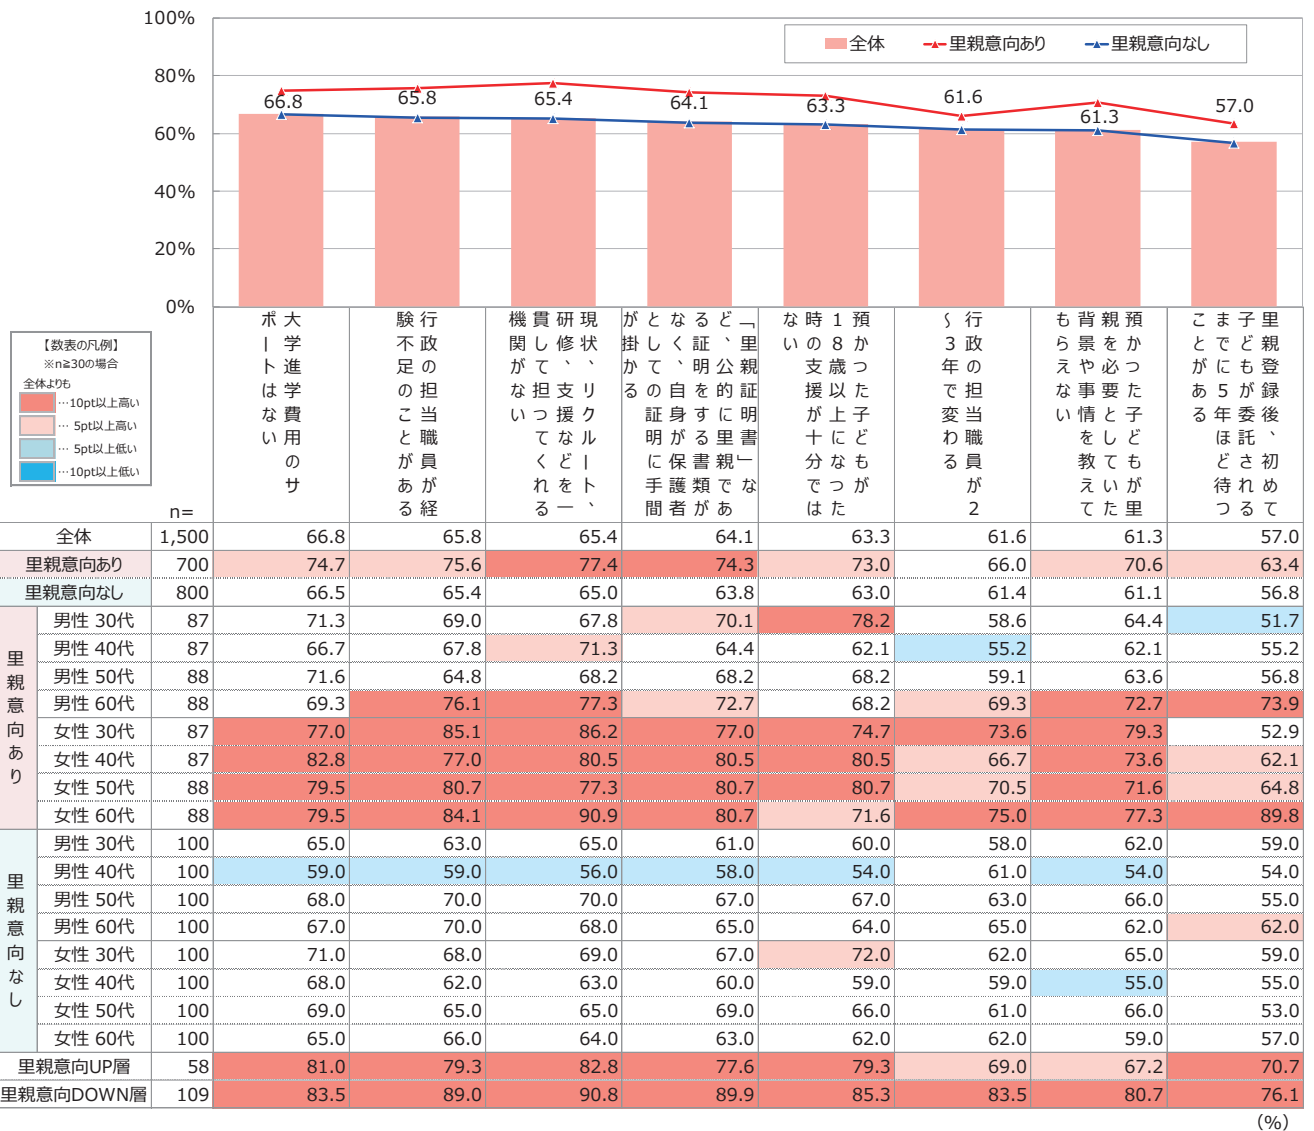 100%
80%
60%
40%
20%
0%
全体
里親意向あり
里親意向なし
66.8
65.8
65.4
64.1
63.3
61.6
61.3
57.0
【数表の凡例】
※n≧30の場合
全体よりも
…10pt以上高い
… 5pt以上高い
… 5pt以上低い
…10pt以上低い
n=
大学進学費用のサ
ポートはない
行政の担当職員が経
験不足のことがある
現状、リクルート、
研修、支援などを一
貫して担ってくれる
機関がない
「里親証明書」な
ど、公的に里親であ
る証明をする書類が
なく、自身が保護者
としての証明に手間
が掛かる
預かった子どもが
18歳以上になった
時の支援が十分では
ない
行政の担当職員が2
~3年で変わる
預かった子どもが里
親を必要としていた
背景や事情を教えて
もらえない
里親登録後、初めて
子どもが委託される
までに5年ほど待つ
ことがある
全体 1,500 66.8 65.8 65.4 64.1 63.3 61.6 61.3 57.0
里親意向あり 700 74.7 75.6 77.4 74.3 73.0 66.0 70.6 63.4
里親意向なし 800 66.5 65.4 65.0 63.8 63.0 61.4 61.1 56.8
里親意向あり
男性 30代 87 71.3 69.0 67.8 70.1 78.2 58.6 64.4 51.7
男性 40代 87 66.7 67.8 71.3 64.4 62.1 55.2 62.1 55.2
男性 50代 88 71.6 64.8 68.2 68.2 68.2 59.1 63.6 56.8
男性 60代 88 69.3 76.1 77.3 72.7 68.2 69.3 72.7 73.9
女性 30代 87 77.0 85.1 86.2 77.0 74.7 73.6 79.3 52.9
女性 40代 87 82.8 77.0 80.5 80.5 80.5 66.7 73.6 62.1
女性 50代 88 79.5 80.7 77.3 80.7 80.7 70.5 71.6 64.8
女性 60代 88 79.5 84.1 90.9 80.7 71.6 75.0 77.3 89.8
里親意向なし
男性 30代 100 65.0 63.0 65.0 61.0 60.0 58.0 62.0 59.0
男性 40代 100 59.0 59.0 56.0 58.0 54.0 61.0 54.0 54.0
男性 50代 100 68.0 70.0 70.0 67.0 67.0 63.0 66.0 55.0
男性 60代 100 67.0 70.0 68.0 65.0 64.0 65.0 62.0 62.0
女性 30代 100 71.0 68.0 69.0 67.0 72.0 62.0 65.0 59.0
女性 40代 100 68.0 62.0 63.0 60.0 59.0 59.0 55.0 55.0
女性 50代 100 69.0 65.0 65.0 69.0 66.0 61.0 66.0 53.0
女性 60代 100 65.0 66.0 64.0 63.0 62.0 62.0 59.0 57.0
里親意向UP層 58 81.0 79.3 82.8 77.6 79.3 69.0 67.2 70.7
里親意向DOWN層 109 83.5 89.0 90.8 89.9 85.3 83.5 80.7 76.1
(%)